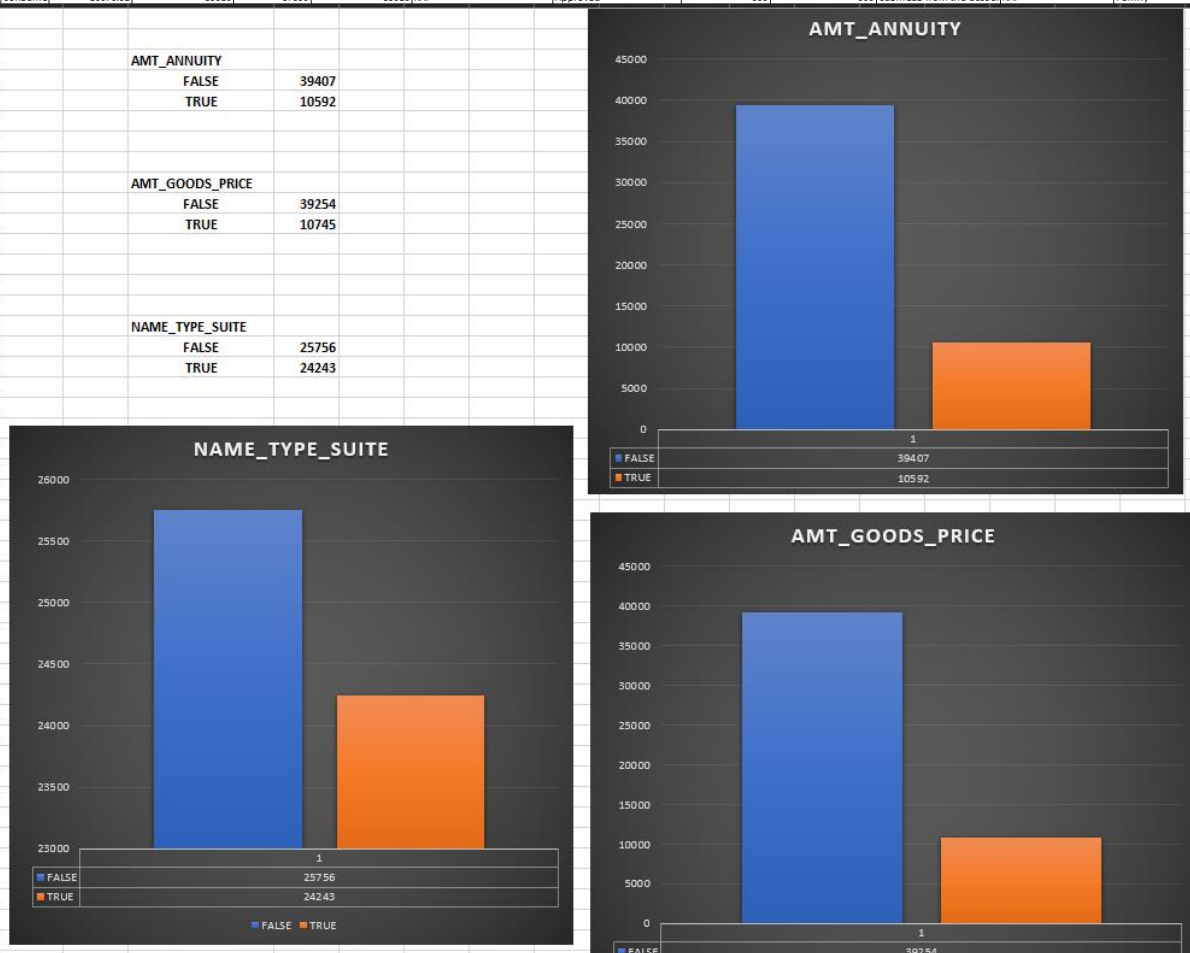 AMT_ANNUITY
FALSE 39407
TRUE 10592
AMT_GOODS_PRICE
FALSE 39254
TRUE 10745
NAME_TYPE_SUITE
FALSE 25756
TRUE 24243
AMT_ANNUITY
45000
40000
35000
30000
25000
20000
15000
10000
5000
0
1
FALSE 39407
TRUE 10592
NAME_TYPE_SUITE
26000
25500
25000
24500
24000
23500
23000
1
FALSE 25756
TRUE 24243
FALSE TRUE
AMT_GOODS_PRICE
45000
40000
35000
30000
25000
20000
15000
10000
5000
0
1
FALSE 39254